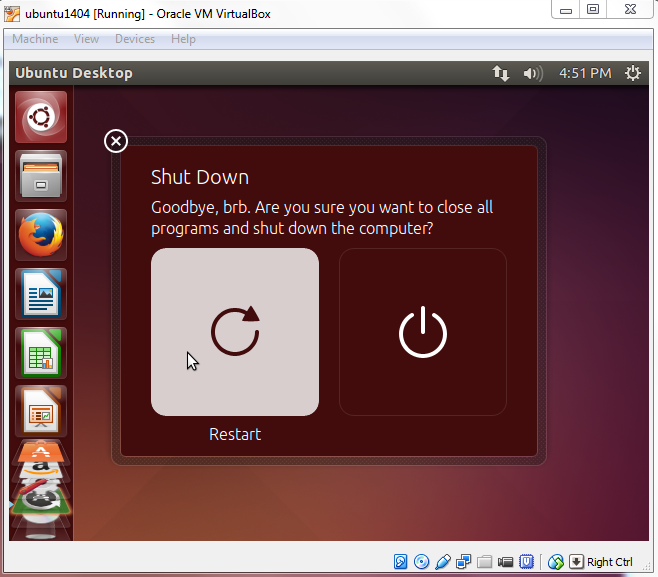 ubuntu1404 [Running] - Oracle VM VirtualBox
Machine View Devices Help
Ubuntu Desktop 4:51 PM
Shut Down
Goodbye, brb. Are you sure you want to close all
programs and shut down the computer?
Restart
Right Ctrl